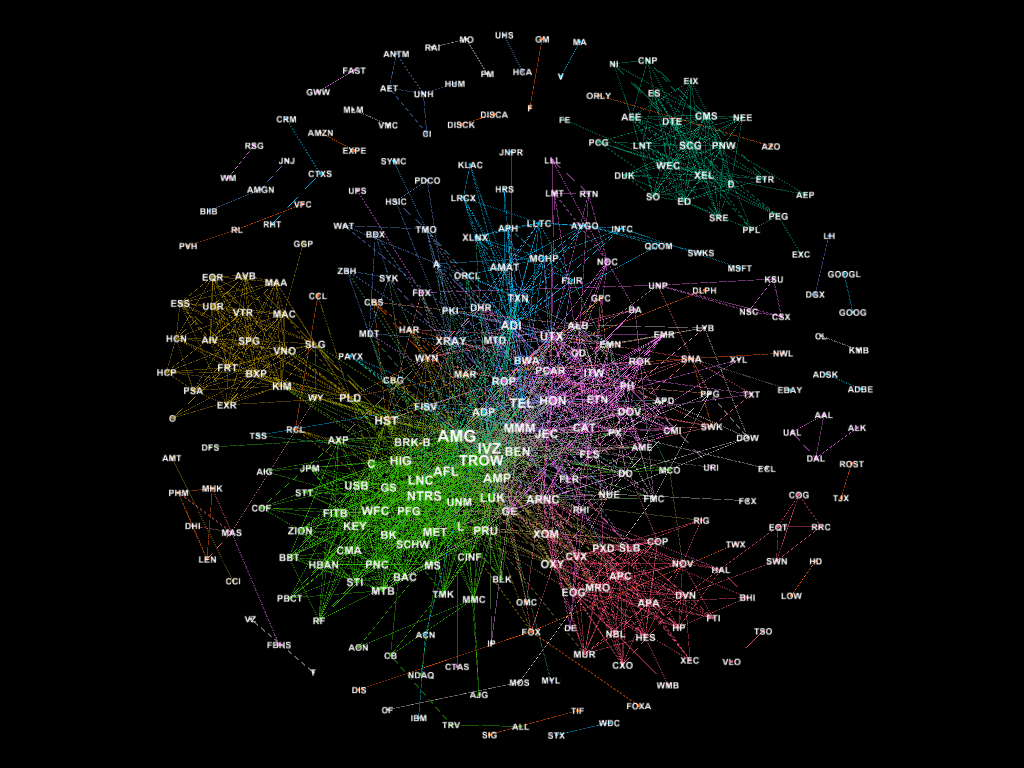 UHS
MO
GM
MA
RAI
ANTM
CNP
NI
FAST
PM
HCA
V
EIX
AET
HUM
GWW
UNH
ES
ORLY
MLM
F
DISCA
CMS
NEE
AEE
CRM
FE
DTE
VMC
DISCK
AMZN
CI
PCG
RSG
LNT
SCG
PNW
AZO
EXPE
JNPR
JNJ
SYMC
LLL
KLAC
WEC
CTXS
WM
DUK
XEL
ETR
PDCO
D
AMGN
UPS
HRS
LMT
RTN
AEP
HSIC
LRCX
SO
ED
VFC
BHB
SRE
PEG
RHT
WAT
LLTC
AVGO
RL
TMO
APH
INTC
PPL
BDX
XLNX
LH
GGP
PVH
QCOM
SWKS
EXC
MCHP
NOC
A
AMAT
MSFT
ZBH
ORCL
GOOGL
EQR
AVB
SYK
FLIR
KSU
MAA
UNP
FBX
DLPH
CCL
DGX
TXN
GPC
ESS
UDR
CBS
DHR
PKI
BA
NSC
GOOG
VTR
MAC
CSX
ADI
ALB
LYB
HAR
MDT
EMR
OL
UTX
HCN
AIV
SPG
XRAY
MTD
EMN
SLG
VNO
KMB
QD
NWL
PAYX
WYN
BWA
SNA
XYL
ROK
FRT
PCAR
ITW
HCP
BXP
MAR
ADSK
CBG
ROP
KIM
PH
ADBE
PSA
EBAY
PPG
TXT
WY
PLD
ETN
APD
EXR
TEL
HON
FISV
ADP
DOV
AAL
O
HST
SWK
RCL
MMM
CAT
ALK
UAL
TSS
JEC
PX
CMI
AMG
DOW
AXP
BRK-B
DFS
IVZ
AME
BEN
FLS
AMT
DAL
HIG
TROW
C
ROST
JPM
URI
ECL
AIG
AFL
MCO
DO
AMP
FLR
LNC
USB
GS
PHM
MHK
STT
NTRS
NUE
COG
TJX
LUK
ARNC
FMC
FCX
UNM
COF
FITB
WFC
PFG
GE
RHI
RIG
DHI
KEY
L
EQT
RRC
ZION
MET
PRU
MAS
BK
XOM
COP
SCHW
TWX
CMA
PXD
SLB
BBT
CINF
CVX
LEN
HBAN
PNC
MS
OXY
NOV
SWN
HD
HAL
BAC
APC
CCI
STI
BLK
MTB
MRO
EOG
TMK
DVN
LOW
PBCT
MMC
OMC
APA
BHI
VZ
RF
FTI
DE
HP
TSO
ACN
FOX
NBL
HES
FBHS
AON
IP
CB
MUR
XEC
VLO
CXO
CTAS
T
NDAQ
MYL
MOS
WMB
DIS
AJG
FOXA
OF
TIF
IBM
TRV
ALL
WDC
SIG
STX